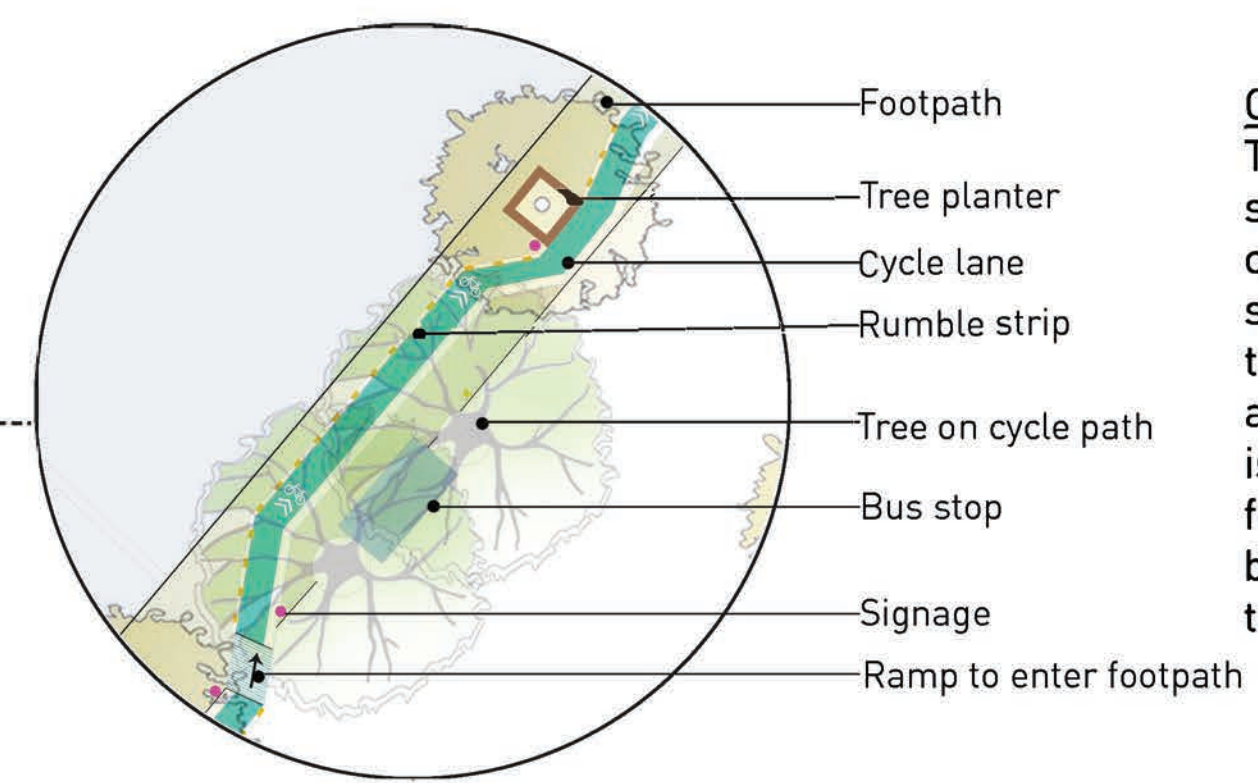 Footpath
Tree planter
Cycle lane
Rumble strip
Tree on cycle path
Bus stop
Signage
Ramp to enter footpath